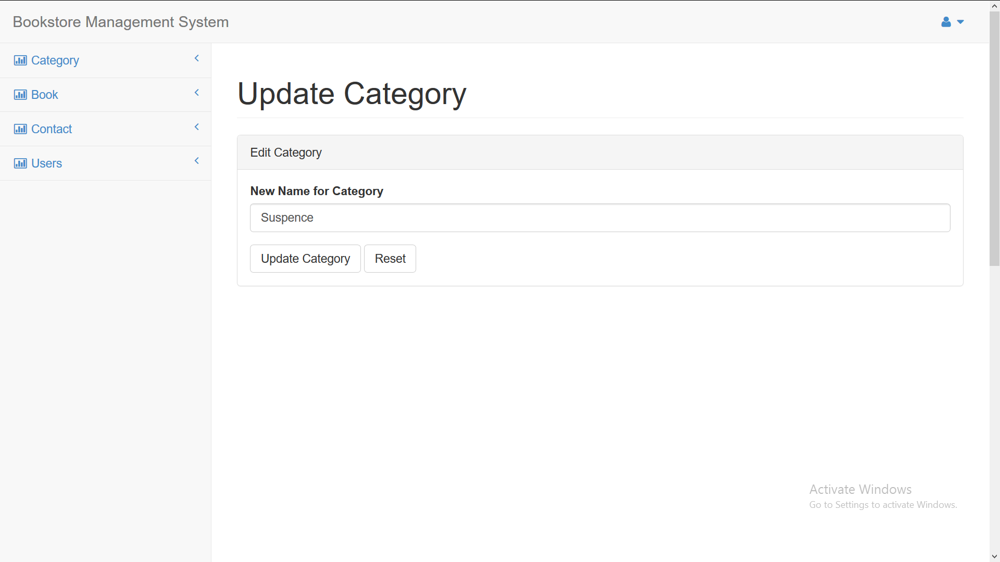 Bookstore Management System
Category
Book
Contact
Users
Update Category
Edit Category
New Name for Category
Suspence
Update Category Reset
Activate Windows
Go to Settings to activate Windows.